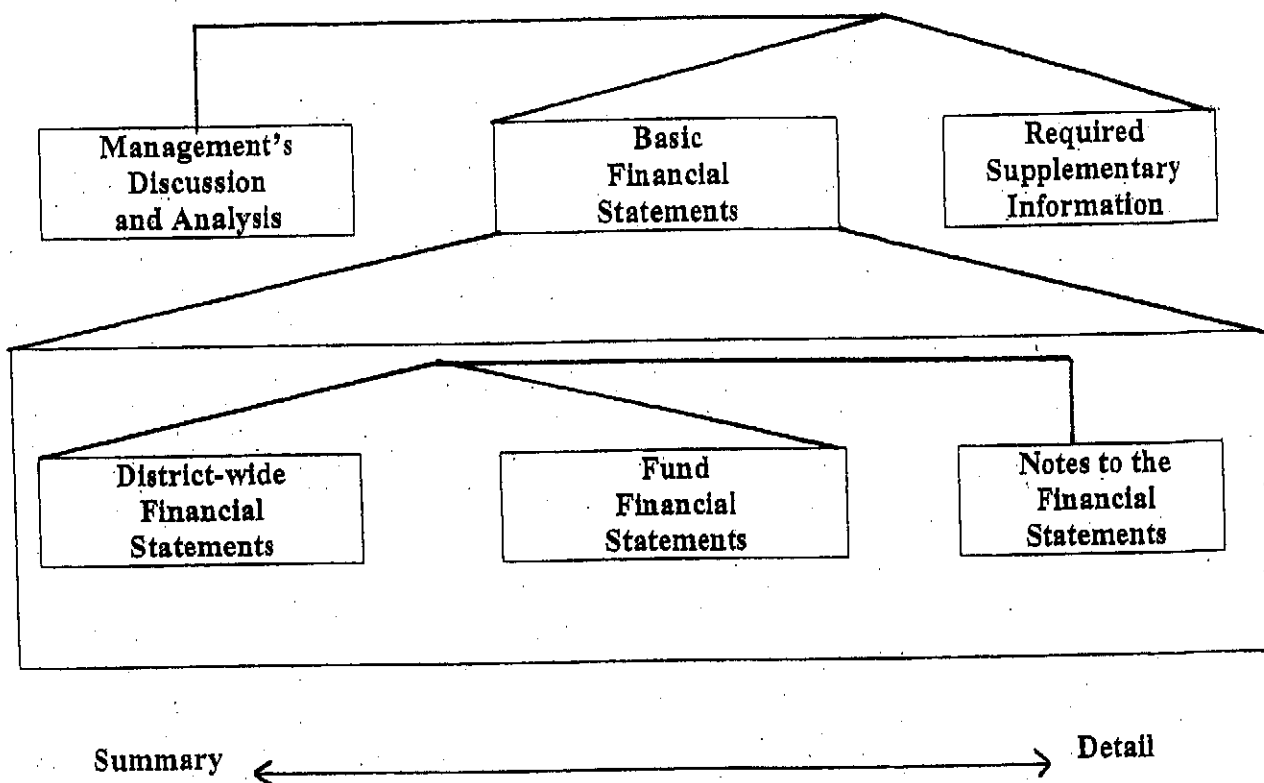 Management's
Discussion
and Analysis
Basic
Financial
Statements
Required
Supplementary
Information
District-wide
Financial
Statements
Fund
Financial
Statements
Notes to the
Financial
Statements
Summary
Detail